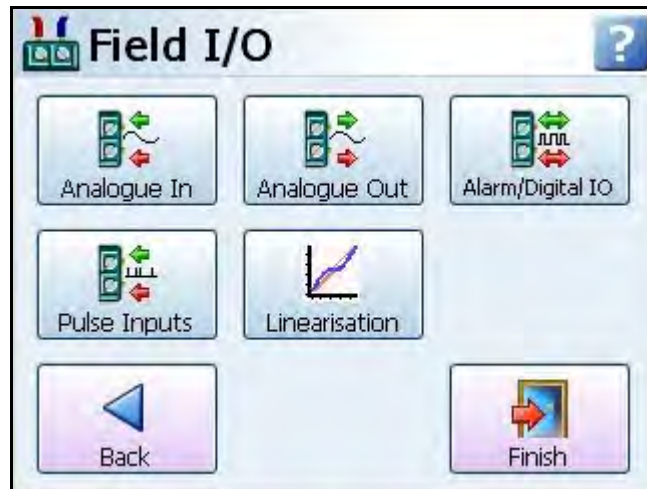 Field I/O
?
Analogue In
Analogue Out
Alarm/Digital IO
Pulse Inputs
Linearisation
Back
Finish